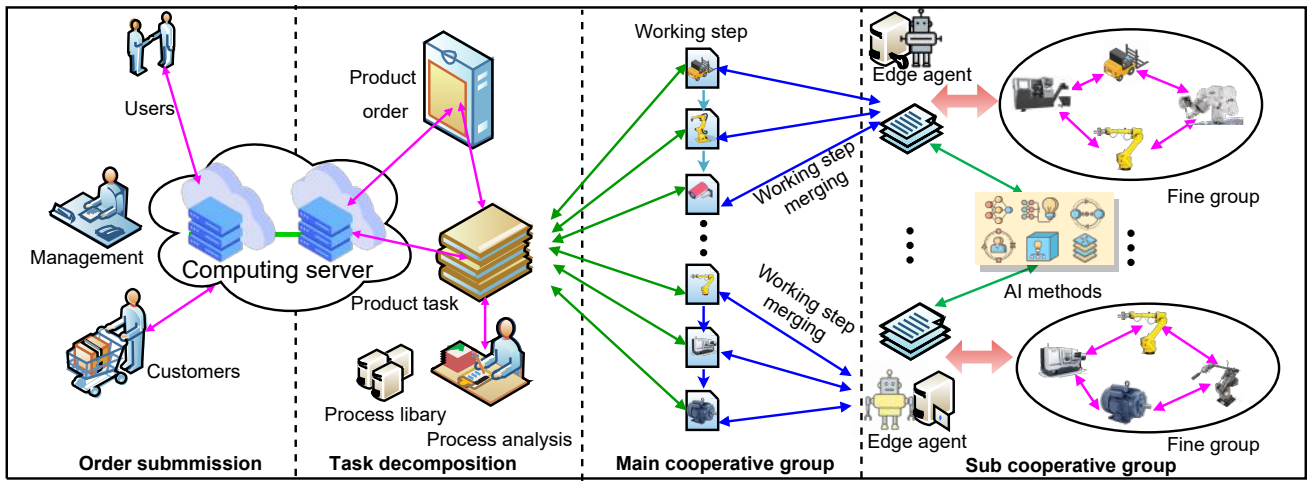 Users
Management
Customers
Computing server
Order submmission
Product
order
Product task
Process libary
Process analysis
Task decomposition
Working step
Working step
merging
Working step
merging
Main cooperative group
Edge agent
Fine group
AI methods
Edge agent
Fine group
Sub cooperative group